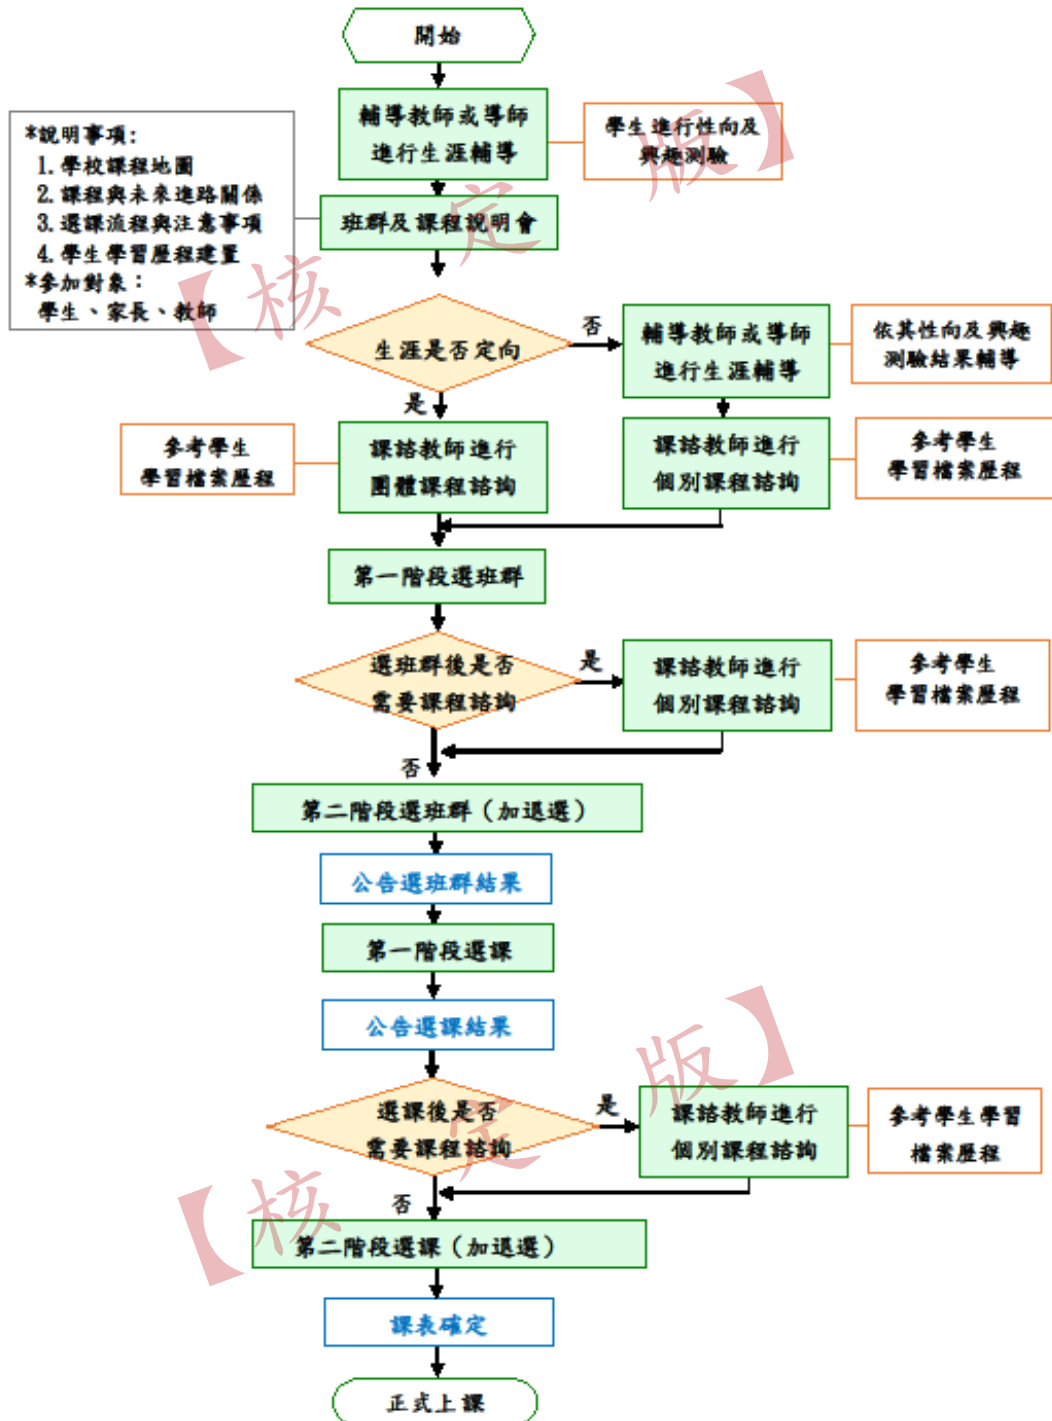 開始
輔導教師或導師
進行生涯輔導
學生進行性向及
興趣測驗
*說明事項:
1.學校課程地圖
2.課程與未來進路關係
3.選課流程與注意事項
4.學生學習歷程建置
*參加對象：
學生、家長、教師
班群及課程說明會
生涯是否定向
否
輔導教師或導師
進行生涯輔導
依其性向及興趣
測驗結果輔導
是
參考學生
學習檔案歷程
課諮教師進行
團體課程諮詢
課諮教師進行
個別課程諮詢
參考學生
學習檔案歷程
第一階段選班群
選班群後是否
需要課程諮詢
是
課諮教師進行
個別課程諮詢
參考學生
學習檔案歷程
否
第二階段選班群（加退選）
公告選班群結果
第一階段選課
公告選課結果
選課後是否
需要課程諮詢
是
課諮教師進行
個別課程諮詢
參考學生學習
檔案歷程
否
第二階段選課（加退選）
課表確定
正式上課
【核定版】
【核定版】